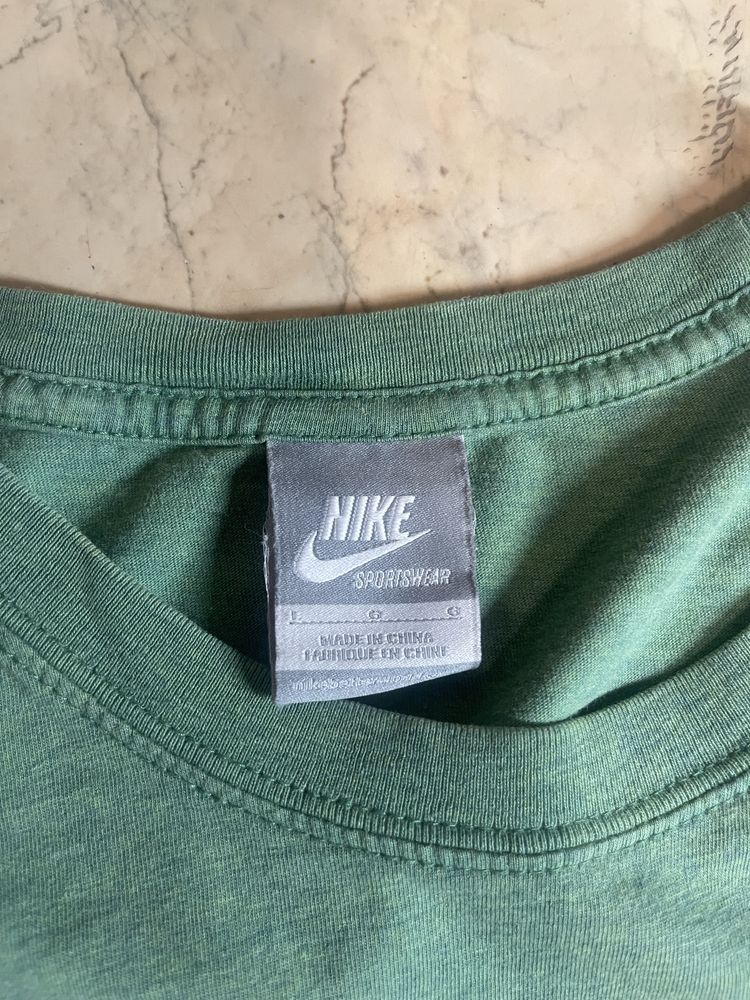 NIKE
SPORTSWEAR
L G G
MADE IN CHINA
FABRIQUE EN CHINE